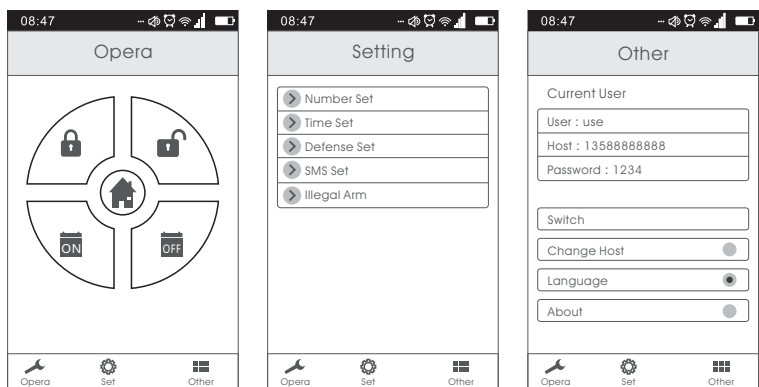 08:47
Opera
ON
OFF
Opera
Set
Other
08:47
Setting
Number Set
Time Set
Defense Set
SMS Set
Illegal Arm
Opera
Set
Other
08:47
Other
Current User
User : use
Host : 13588888888
Password : 1234
Switch
Change Host
Language
About
Opera
Set
Other